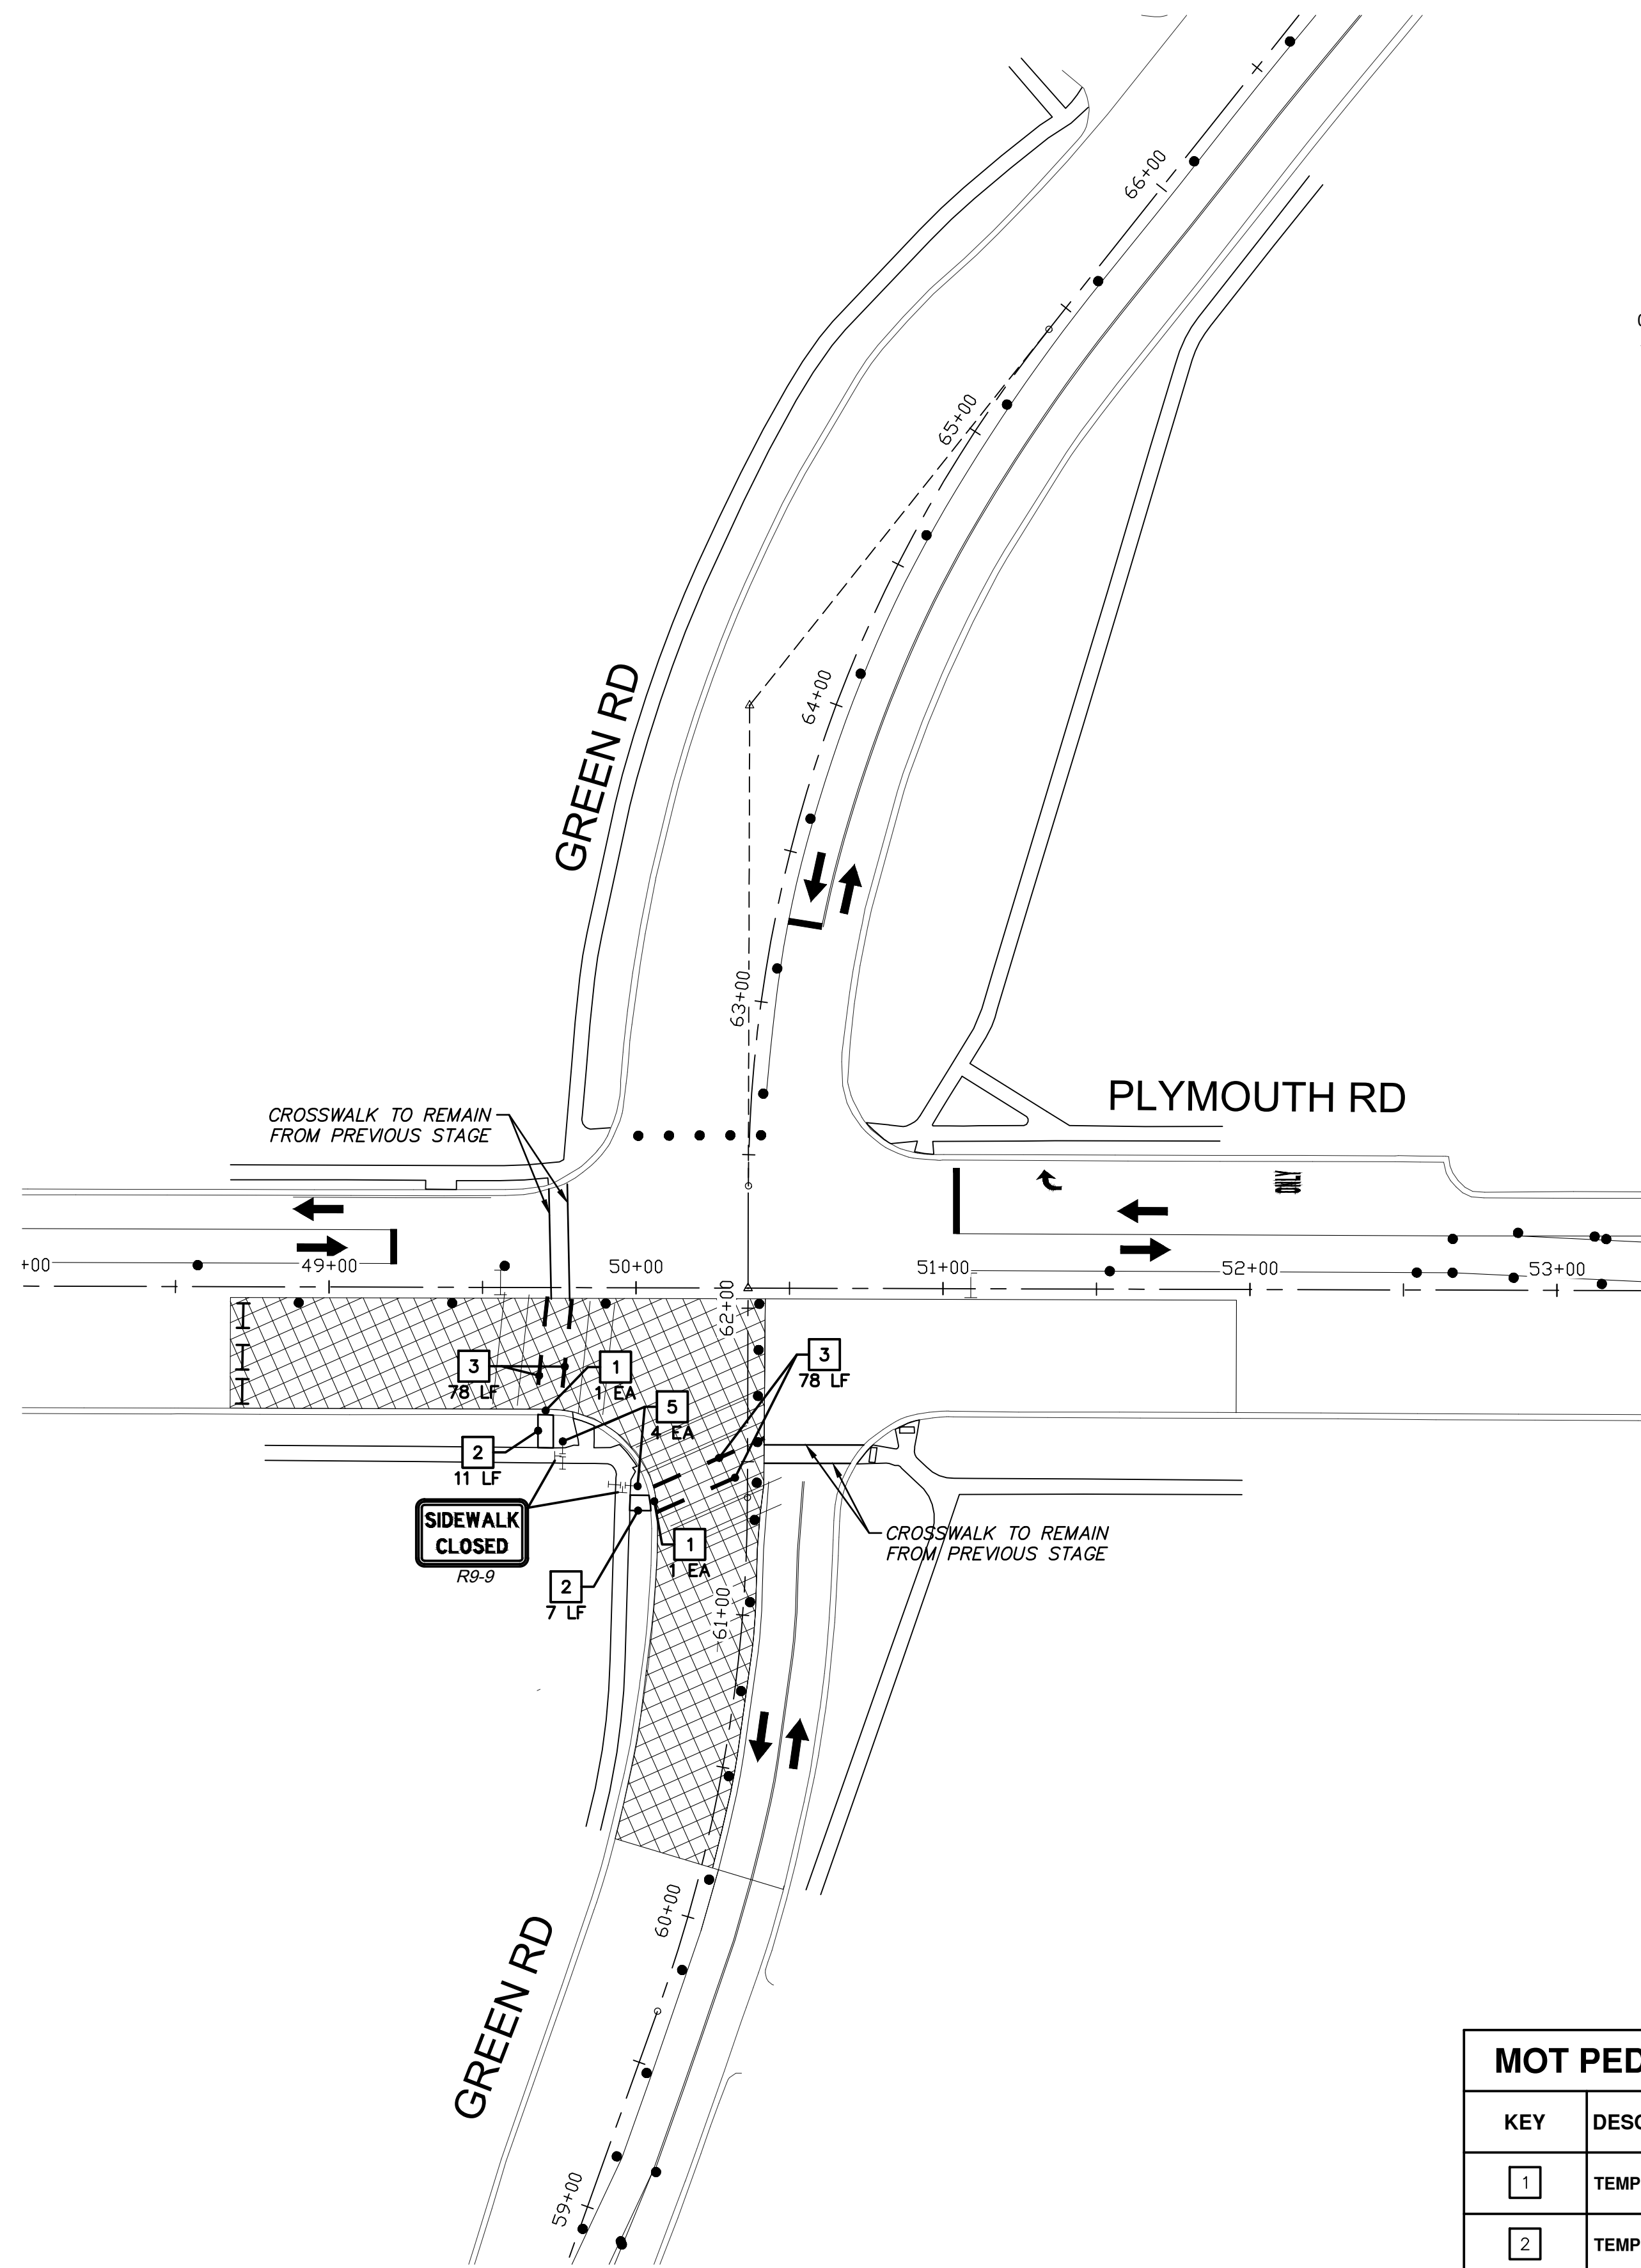 66+00
65+00
GREEN RD
64+00
63+00
PLYMOUTH RD
CROSSWALK TO REMAIN
FROM PREVIOUS STAGE
ONLY
+00
49+00
50+00
51+00
52+00
53+00
62+00
3
78 LF
1
1 EA
3
78 LF
5
4 EA
2
11 LF
SIDEWALK
CLOSED
R9-9
1
1 EA
2
7 LF
CROSSWALK TO REMAIN
FROM PREVIOUS STAGE
61+00
60+00
GREEN RD
59+00
MOT PED
KEY DESC
1 TEMP
2 TEMP